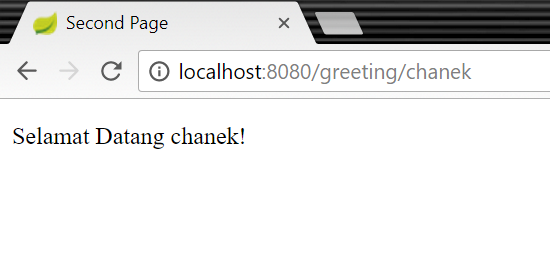 Second Page
localhost:8080/greeting/chanek
Selamat Datang chanek!